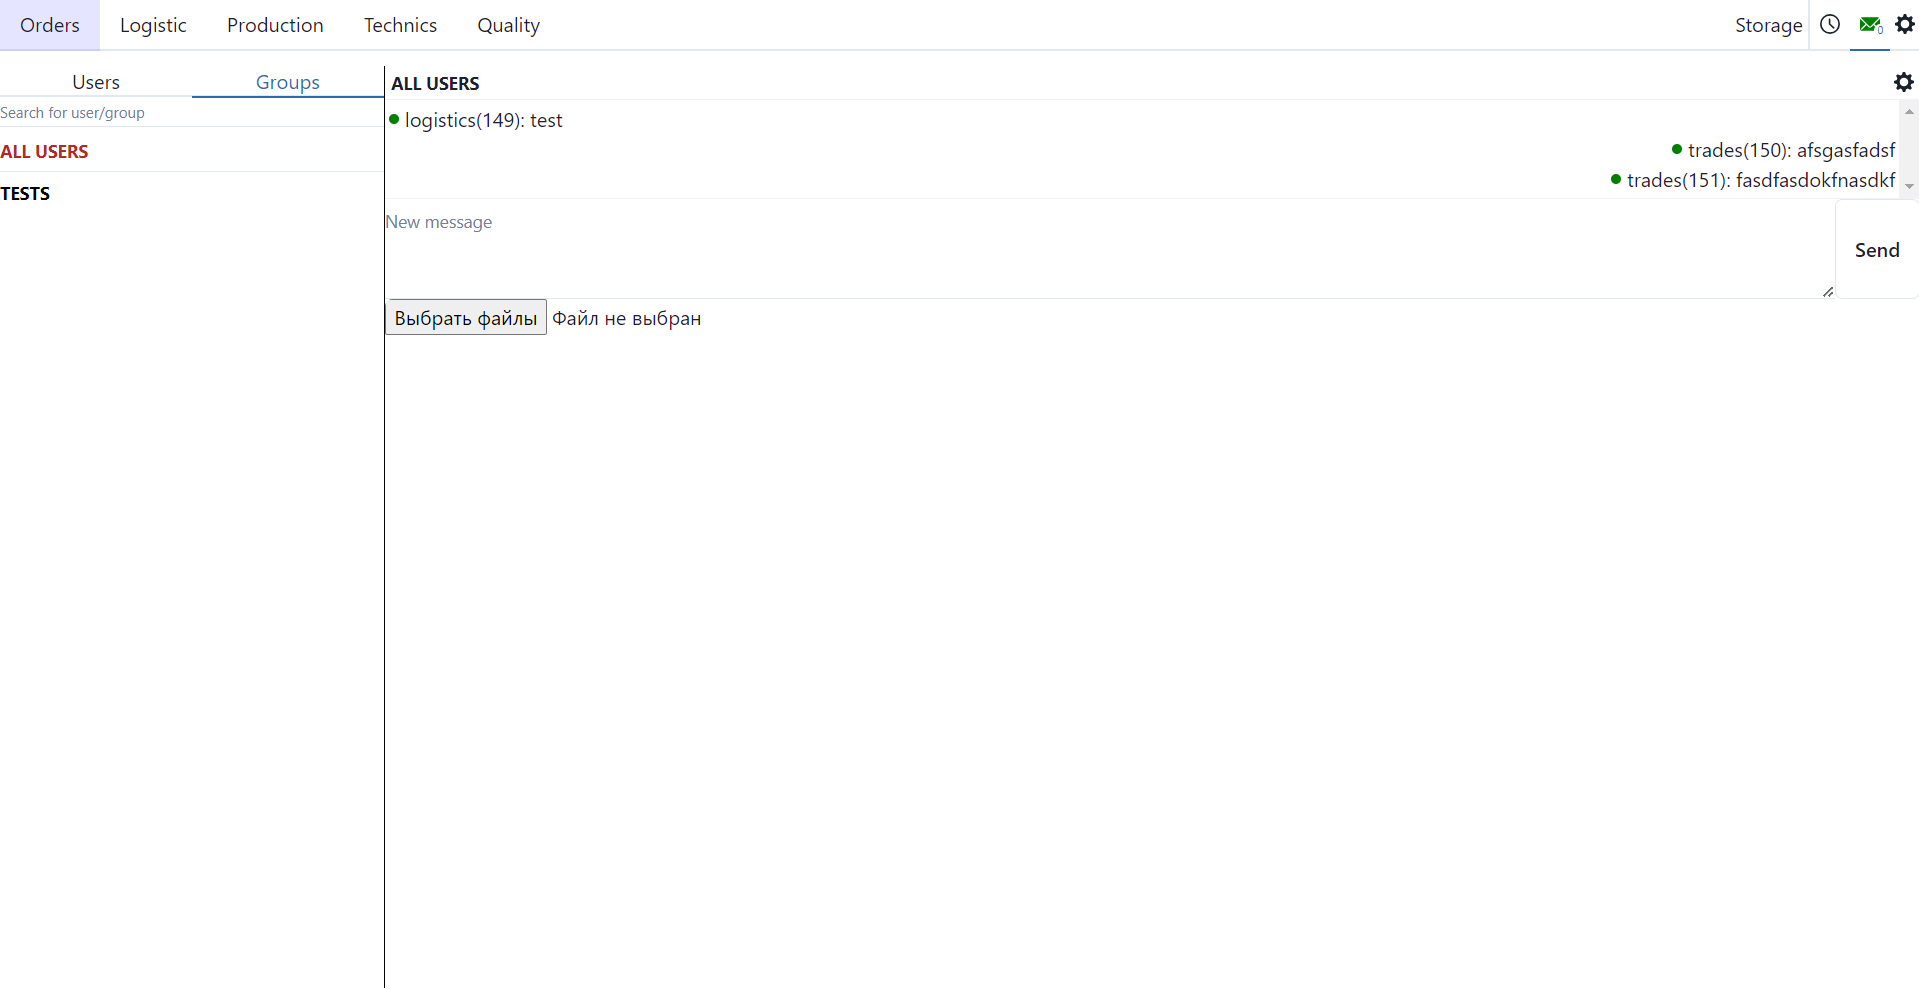 Orders Logistic Production Technics Quality Storage 0
Users Groups
Search for user/group
ALL USERS
TESTS
ALL USERS
logistics(149): test
trades(150): afsgasfadsf
trades(151): fasdfasdokfnasdkf
New message
Send
Выбрать файлы Файл не выбран